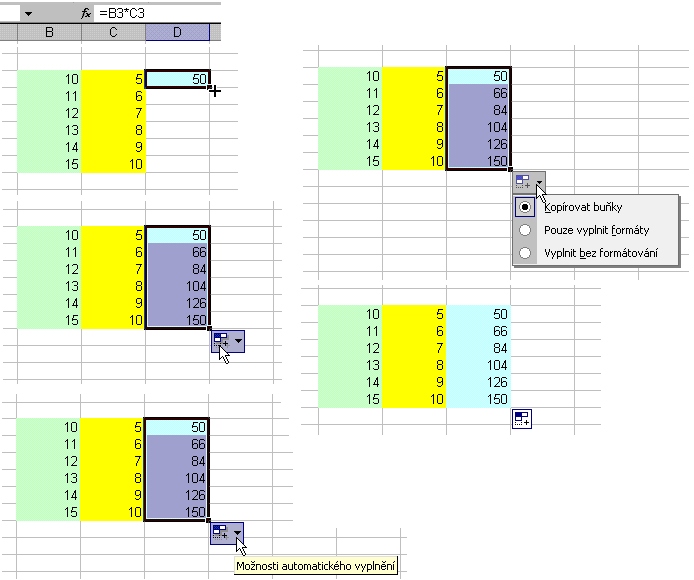 fx =B3*C3
B C D
10 5 50
11 6
12 7
13 8
14 9
15 10
10 5 50
11 6 66
12 7 84
13 8 104
14 9 126
15 10 150
10 5 50
11 6 66
12 7 84
13 8 104
14 9 126
15 10 150
Možnosti automatického vyplnění
10 5 50
11 6 66
12 7 84
13 8 104
14 9 126
15 10 150
Kopírovat buňky
Pouze vyplnit formáty
Vyplnit bez formátování
10 5 50
11 6 66
12 7 84
13 8 104
14 9 126
15 10 150